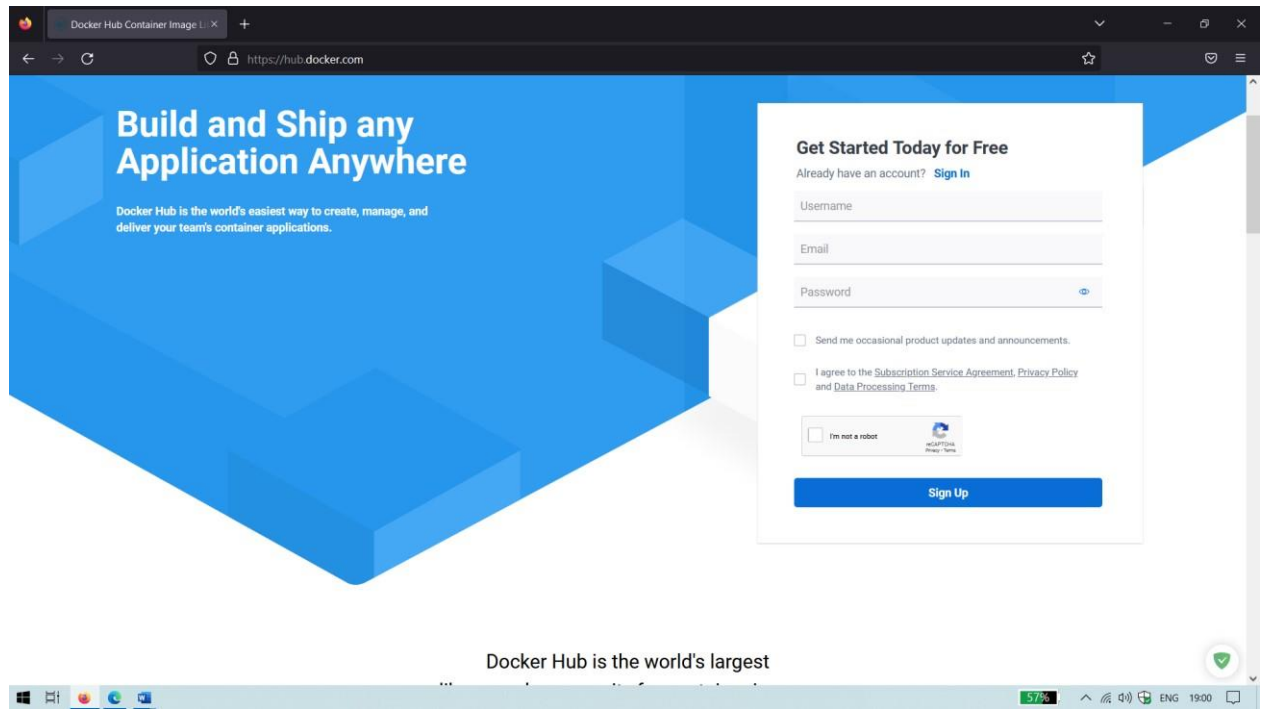 Docker Hub Container Image Li
https://hub.docker.com
Build and Ship any
Application Anywhere
Docker Hub is the world's easiest way to create, manage, and
deliver your team's container applications.
Get Started Today for Free
Already have an account? Sign In
Username
Email
Password
Send me occasional product updates and announcements.
I agree to the Subscription Service Agreement, Privacy Policy
and Data Processing Terms.
I'm not a robot
reCAPTCHA
Privacy - Terms
Sign Up
Docker Hub is the world's largest
57%
ENG 19:00